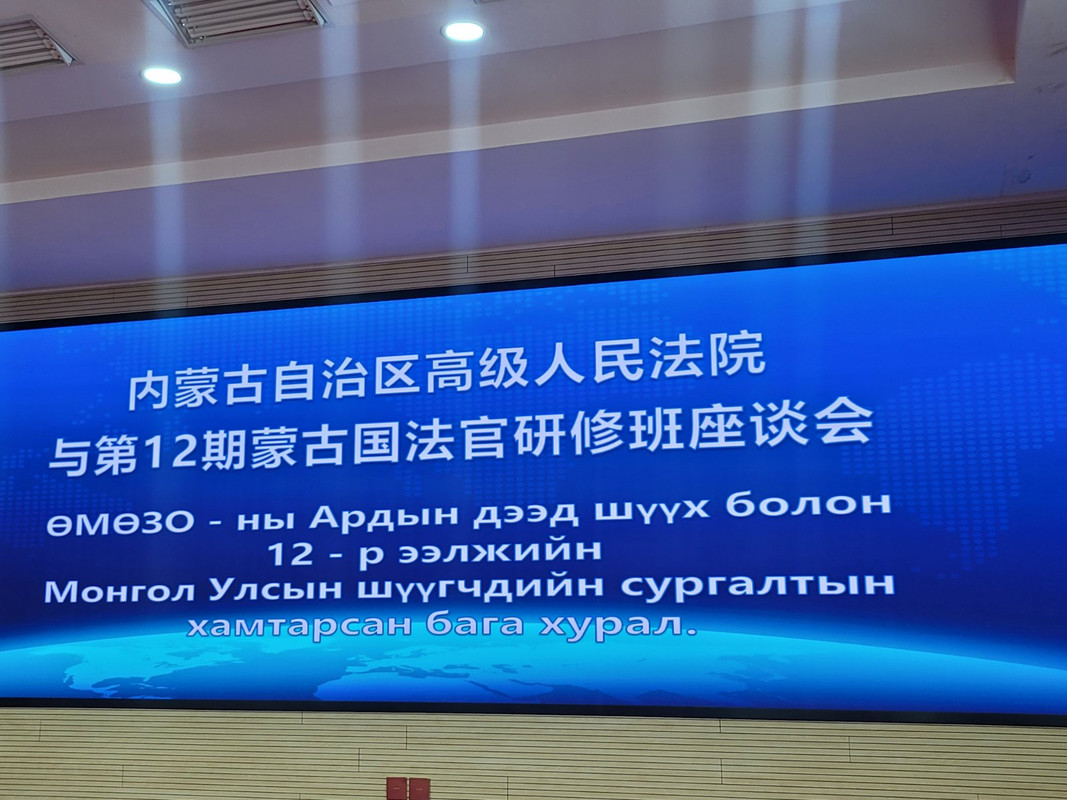 内蒙古自治区高级人民法院
与第12期蒙古国法官研修班座谈会
ӨМӨЗО - ны Ардын дээд шүүх болон
12 - р ээлжийн
Монгол Улсын шүүгчдийн сургалтын
хамтарсан бага хурал.